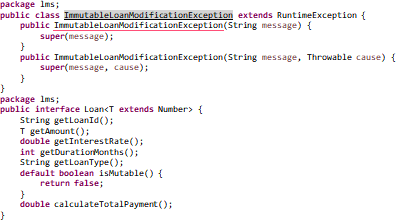 package lms;
public class ImmutableLoanModificationException extends RuntimeException {
    public ImmutableLoanModificationException(String message) {
        super(message);
    }
    public ImmutableLoanModificationException(String message, Throwable cause) {
        super(message, cause);
    }
}
package lms;
public interface Loan<T extends Number> {
    String getLoanId();
    T getAmount();
    double getInterestRate();
    int getDurationMonths();
    String getLoanType();
    default boolean isMutable() {
        return false;
    }
    double calculateTotalPayment();
}